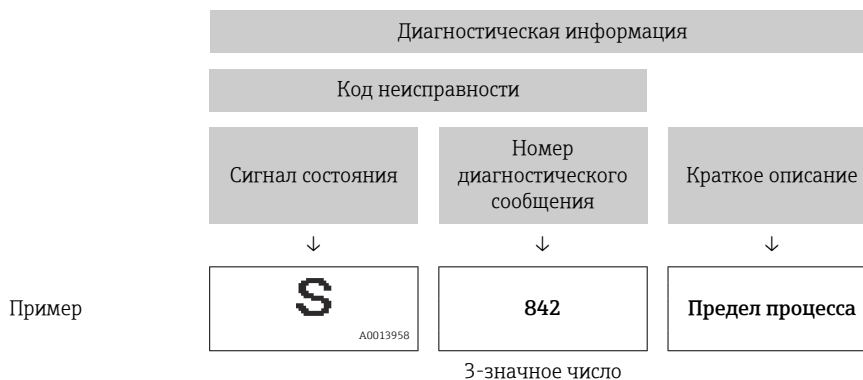 Диагностическая информация
Код неисправности
Сигнал состояния
Номер
диагностического
сообщения
Краткое описание
↓ ↓ ↓
Пример
S
A0013958
842
Предел процесса
3-значное число